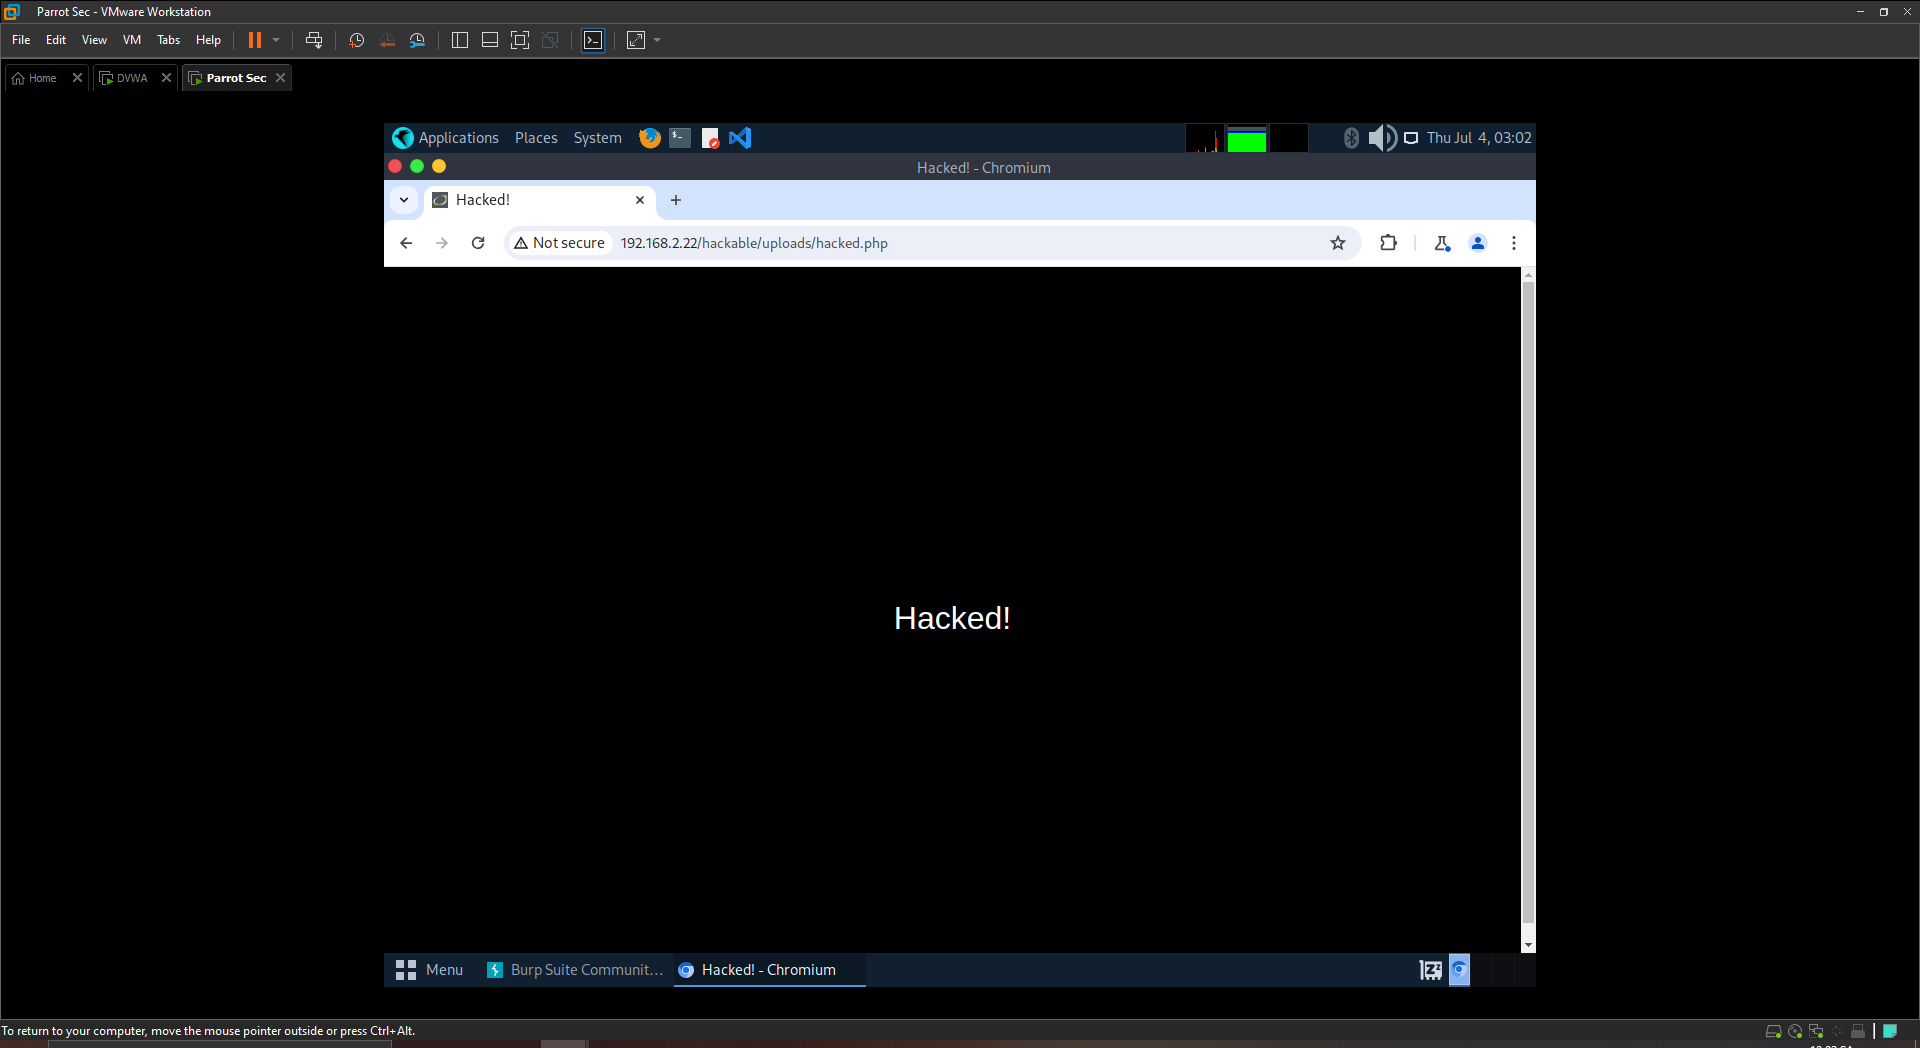 Parrot Sec - VMware Workstation
File Edit View VM Tabs Help
Home DVWA Parrot Sec
Applications Places System Thu Jul 4, 03:02
Hacked! - Chromium
Hacked!
Not secure 192.168.2.22/hackable/uploads/hacked.php
Hacked!
Menu Burp Suite Communit... Hacked! - Chromium
To return to your computer, move the mouse pointer outside or press Ctrl+Alt.